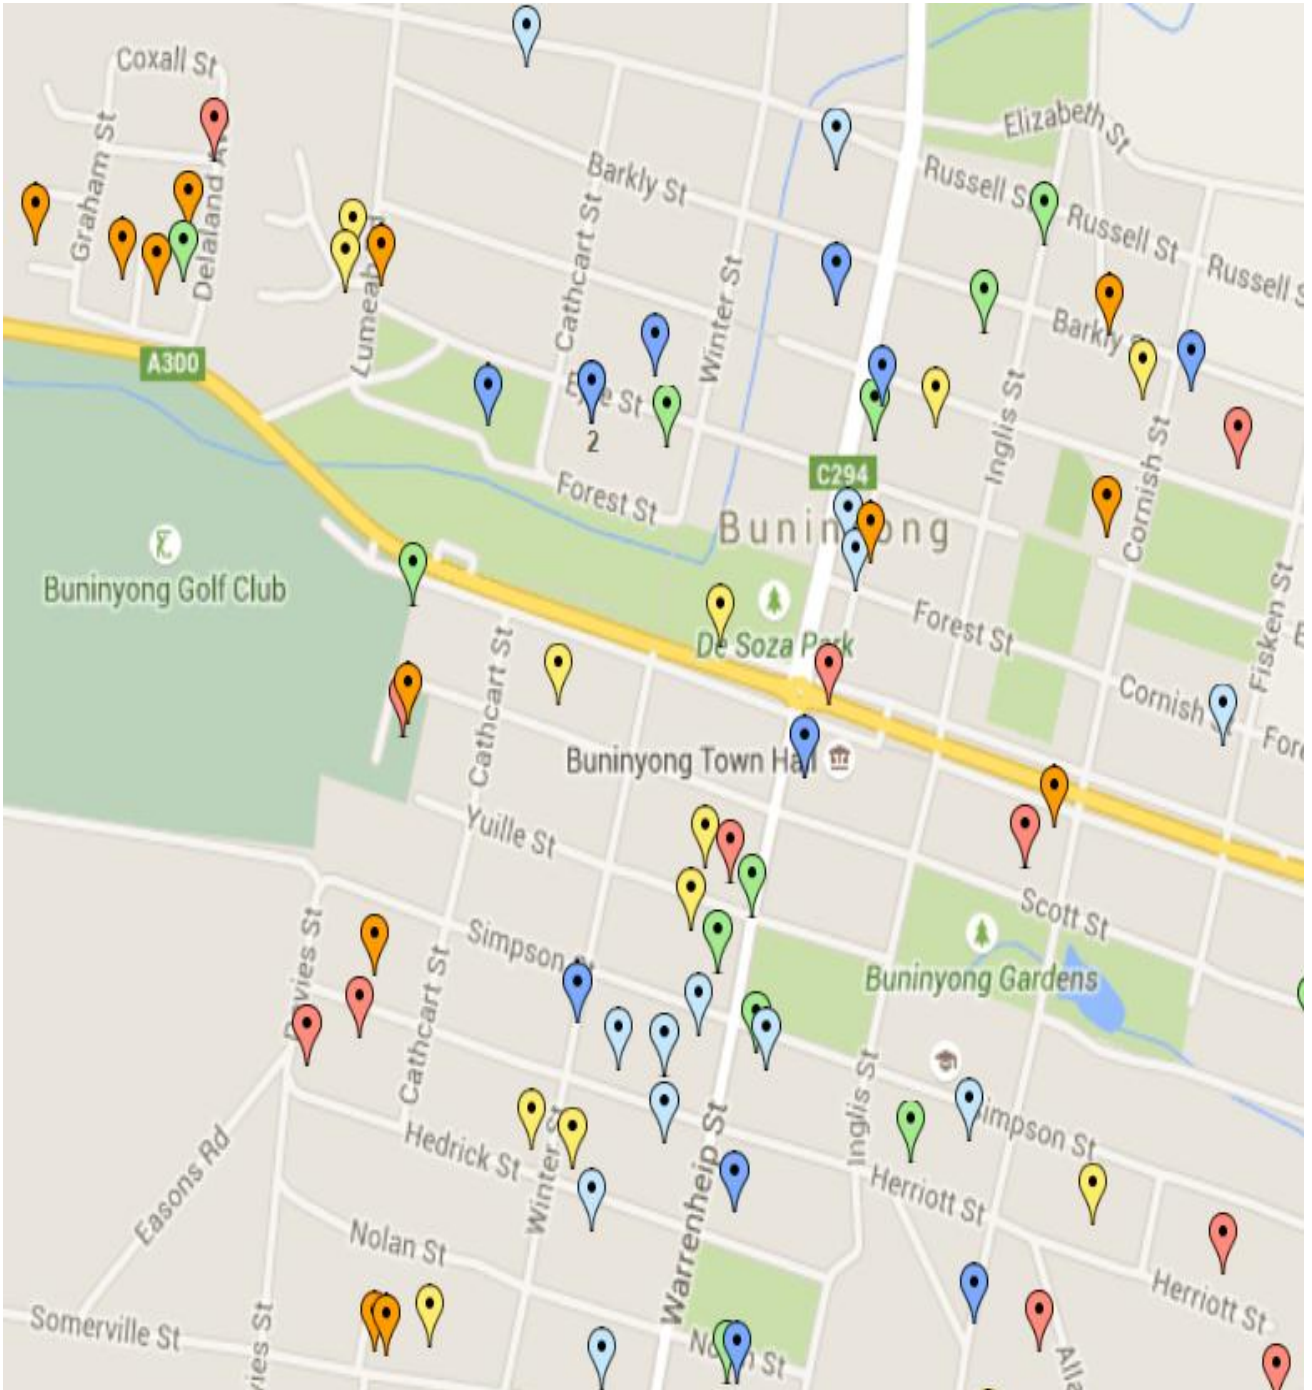 Coxall St
Graham St
Delaland Av
Elizabeth St
Barkly St
Russell S
Russell St
Russell S
Cathcart St
Winter St
Barkly
A300
St
2
Inglis St
Cornish St
C294
Forest St
Buninyong Golf Club
De Soza Park
Forest St
Fisken St
Cathcart St
Cornish
Buninyong Town Hall
Yuille St
Scott St
Simpson
Buninyong Gardens
Cathcart St
Inglis St
Simpson St
Hedrick St
Winter St
Warrenheip St
Herriott St
Easons Rd
Nolan St
Herriott St
Somerville St
St